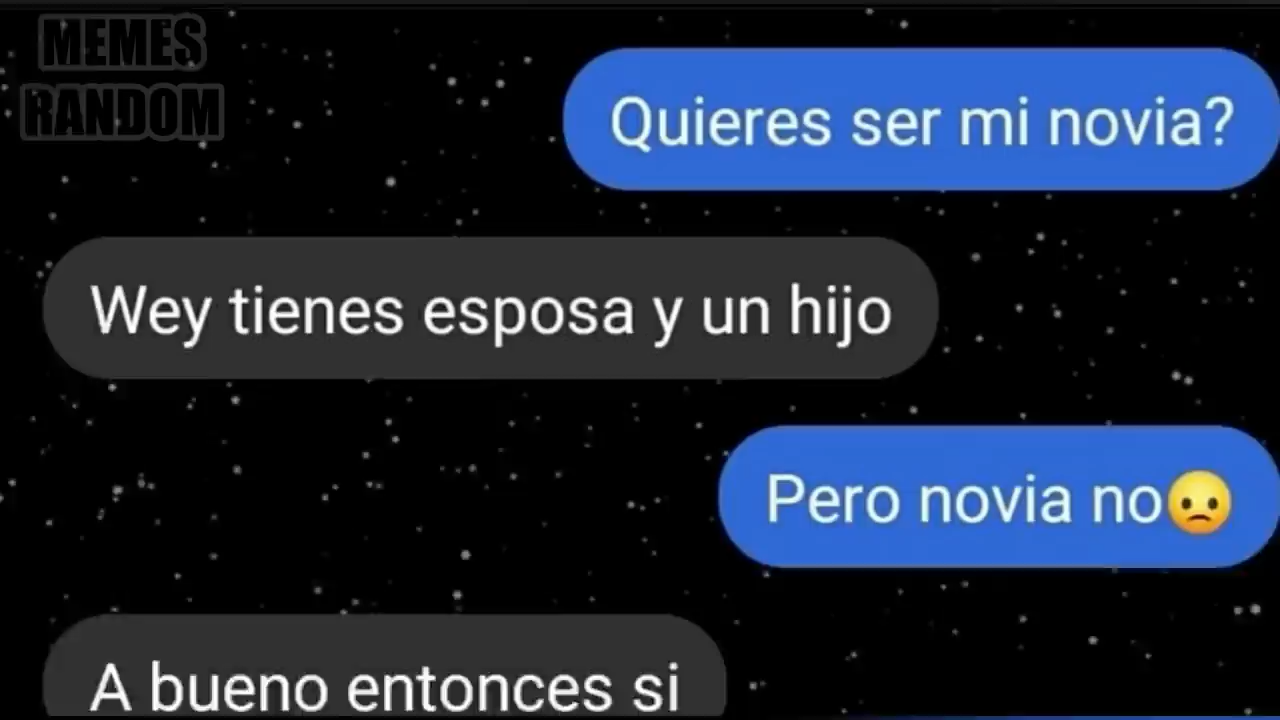 MEMES
RANDOM
Quieres ser mi novia?
Wey tienes esposa y un hijo
Pero novia no☹️
A bueno entonces si